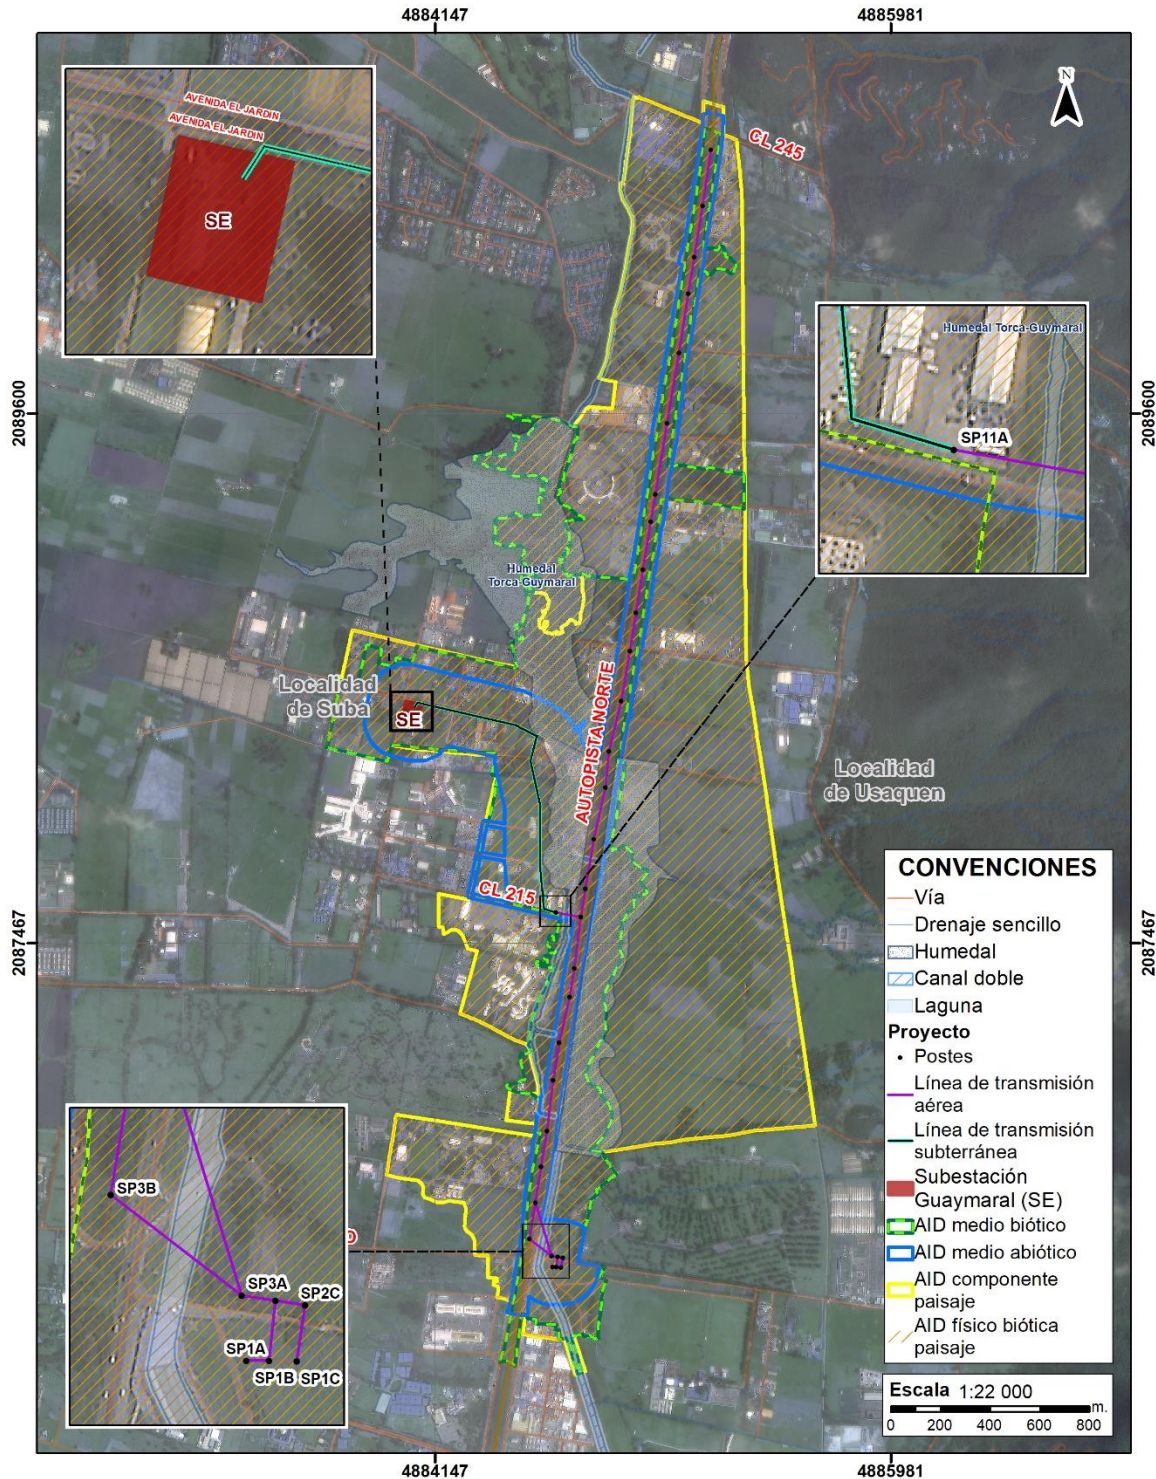 4884147
4885981
N
AVENIDA EL JARDIN
AVENIDA EL JARDIN
SE
CL 245
Humedal Torca-Guymaral
SP11A
2089600
2089600
Humedal
Torca-Guymaral
Localidad
de Suba
SE
AUTOPISTA NORTE
Localidad
de Usaquen
CL 215
2087467
2087467
CONVENCIONES
Vía
Drenaje sencillo
Humedal
Canal doble
Laguna
Proyecto
Postes
Línea de transmisión
aérea
Línea de transmisión
subterránea
Subestación
Guaymaral (SE)
AID medio biótico
AID medio abiótico
AID componente
paisaje
AID físico biótica
paisaje
SP3B
SP3A
SP2C
SP1A
SP1B
SP1C
Escala 1:22 000
m.
0 200 400 600 800
4884147
4885981